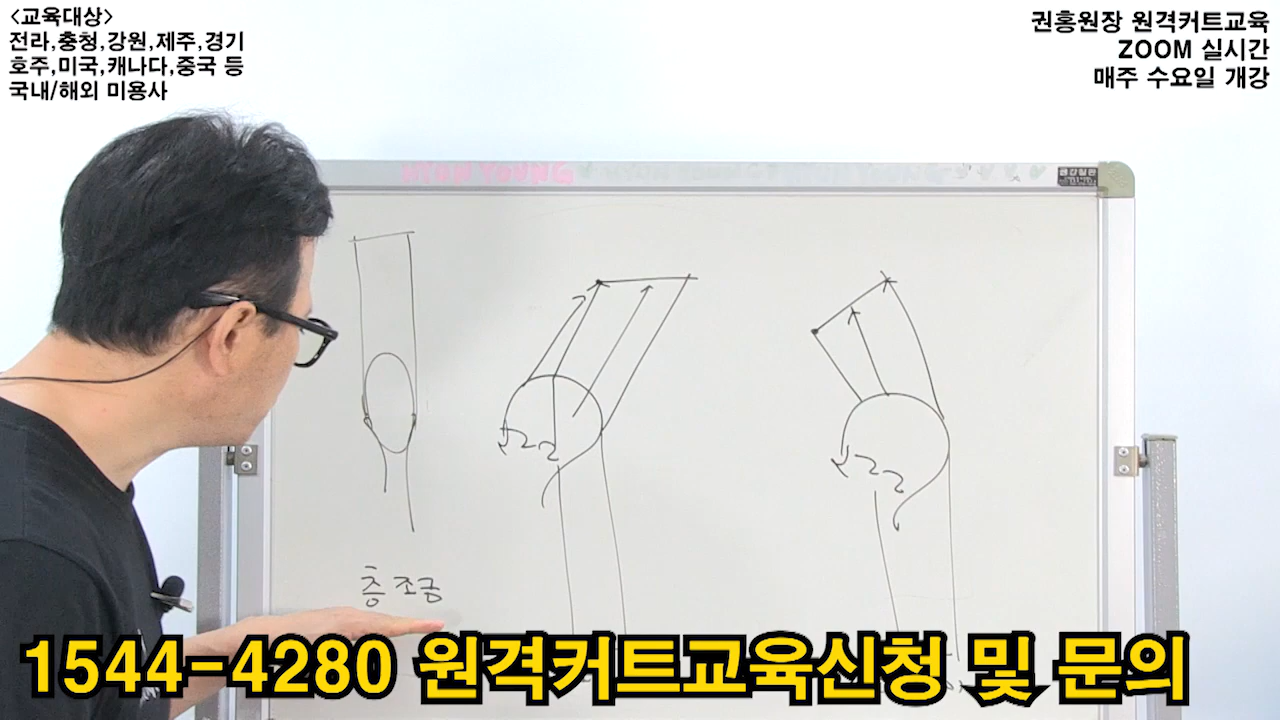 <교육대상>
전라,충청,강원,제주,경기
호주,미국,캐나다,중국 등
국내/해외 미용사
권홍원장 원격커트교육
ZOOM 실시간
매주 수요일 개강
층 조금
1544-4280 원격커트교육신청 및 문의